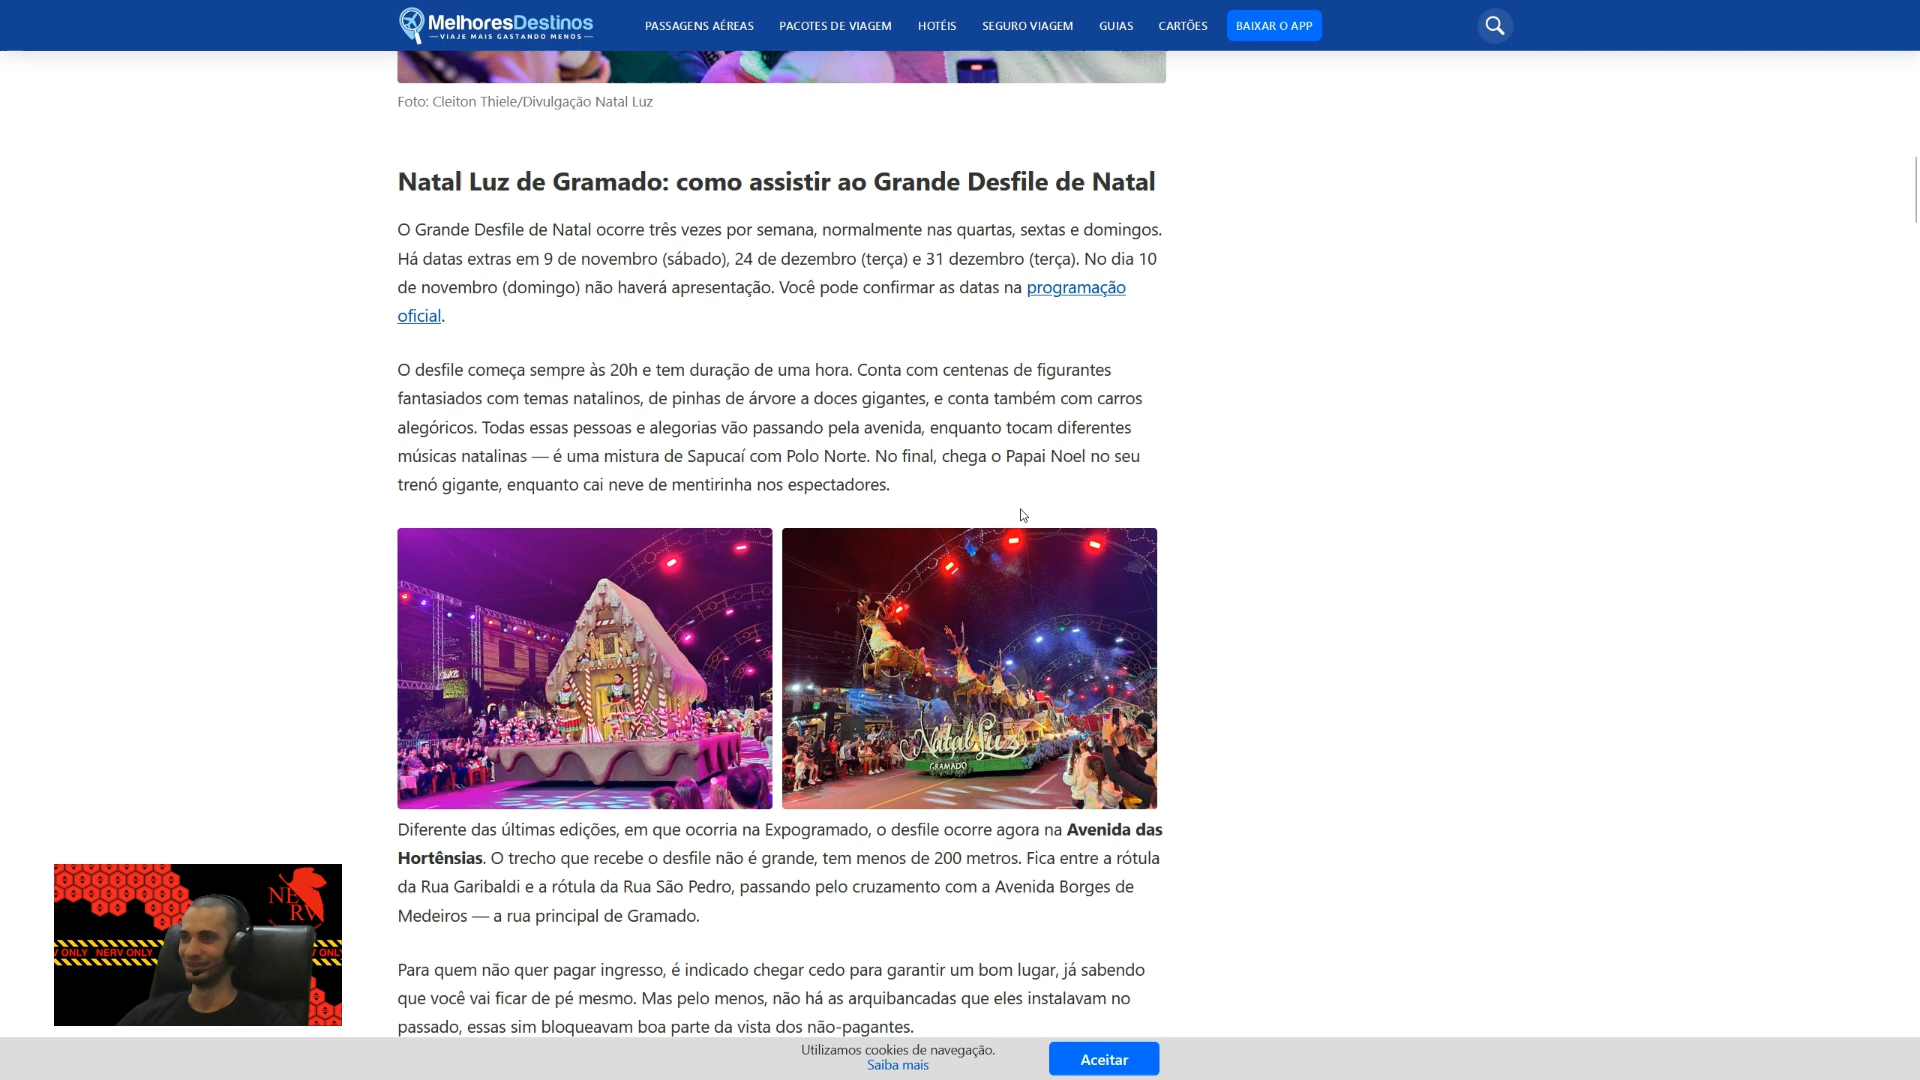 MelhoresDestinos
VIAJE MAIS GASTANDO MENOS
PASSAGENS AÉREAS
PACOTES DE VIAGEM
HOTÉIS
SEGURO VIAGEM
GUIAS
CARTÕES
BAIXAR O APP
Foto: Cleiton Thiele/Divulgação Natal Luz
Natal Luz de Gramado: como assistir ao Grande Desfile de Natal
O Grande Desfile de Natal ocorre três vezes por semana, normalmente nas quartas, sextas e domingos.
Há datas extras em 9 de novembro (sábado), 24 de dezembro (terça) e 31 dezembro (terça). No dia 10
de novembro (domingo) não haverá apresentação. Você pode confirmar as datas na programação
oficial.
O desfile começa sempre às 20h e tem duração de uma hora. Conta com centenas de figurantes
fantasiados com temas natalinos, de pinhas de árvore a doces gigantes, e conta também com carros
alegóricos. Todas essas pessoas e alegorias vão passando pela avenida, enquanto tocam diferentes
músicas natalinas — é uma mistura de Sapucaí com Polo Norte. No final, chega o Papai Noel no seu
trenó gigante, enquanto cai neve de mentirinha nos espectadores.
Natal Luz
GRAMADO
Diferente das últimas edições, em que ocorria na Expogramado, o desfile ocorre agora na Avenida das
Hortênsias. O trecho que recebe o desfile não é grande, tem menos de 200 metros. Fica entre a rótula
da Rua Garibaldi e a rótula da Rua São Pedro, passando pelo cruzamento com a Avenida Borges de
Medeiros — a rua principal de Gramado.
NERV
ONLY NERV ONLY
ONLY
Para quem não quer pagar ingresso, é indicado chegar cedo para garantir um bom lugar, já sabendo
que você vai ficar de pé mesmo. Mas pelo menos, não há as arquibancadas que eles instalavam no
passado, essas sim bloqueavam boa parte da vista dos não-pagantes.
Utilizamos cookies de navegação.
Saiba mais
Aceitar